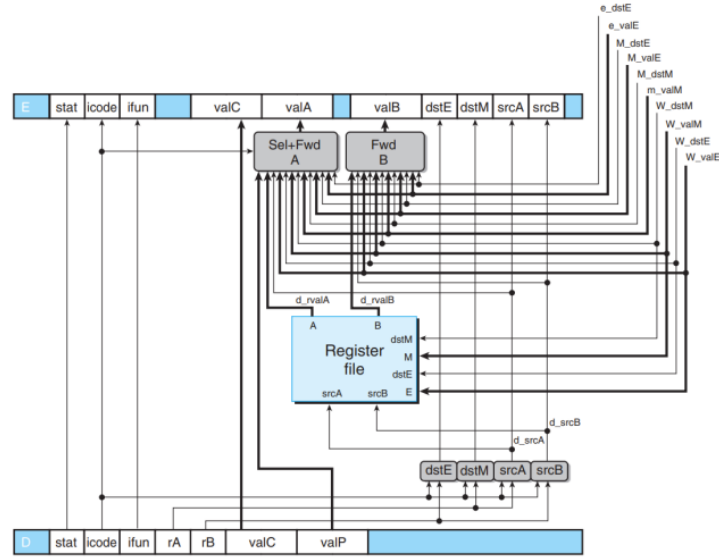 e_dstE
e_valE
M_dstE
M_valE
M_dstM
m_valM
W_dstM
W_valM
W_dstE
W_valE
E stat icode ifun valC valA valB dstE dstM srcA srcB
Sel+Fwd
A
Fwd
B
d_rvalA d_rvalB
A B
Register
file
dstM
M
dstE
E
srcA srcB
d_srcB
d_srcA
dstE dstM srcA srcB
D stat icode ifun rA rB valC valP